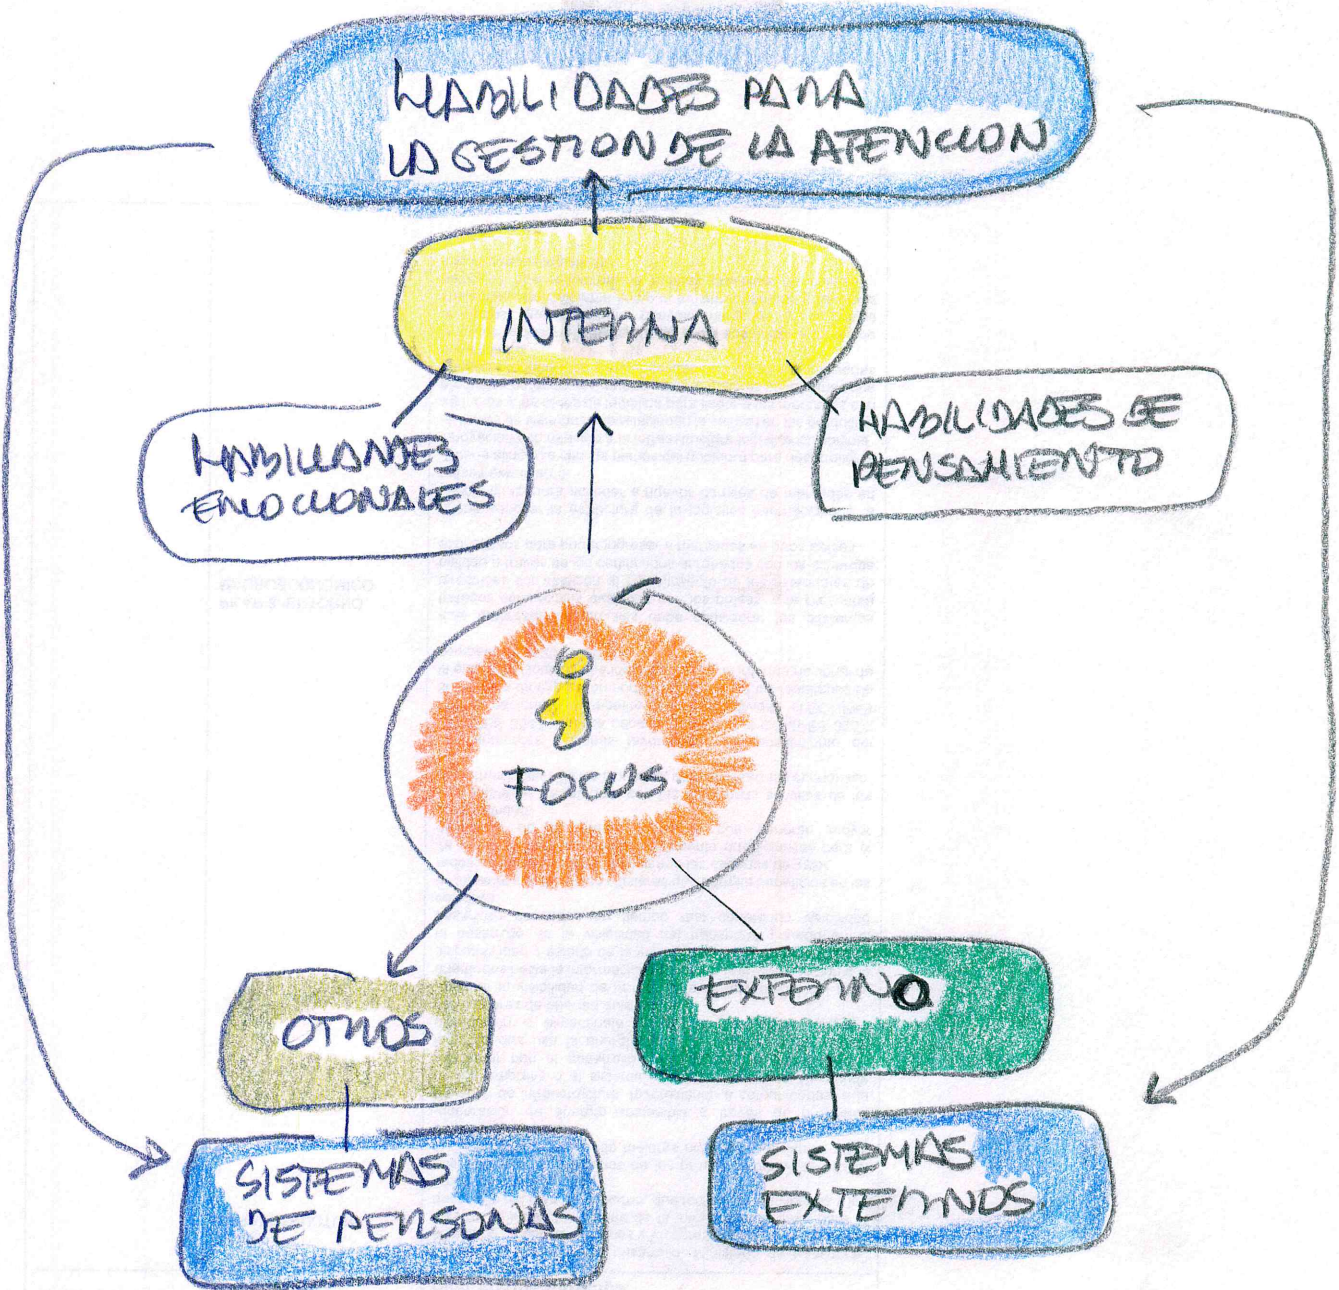 HABILIDADES PARA
LA GESTION DE LA ATENCION
INTERNA
HABILIDADES
EMOCIONALES
HABILIDADES DE
PENSAMIENTO
i
FOCUS
OTROS
EXTERNO
SISTEMAS
DE PERSONAS
SISTEMAS
EXTERNOS.